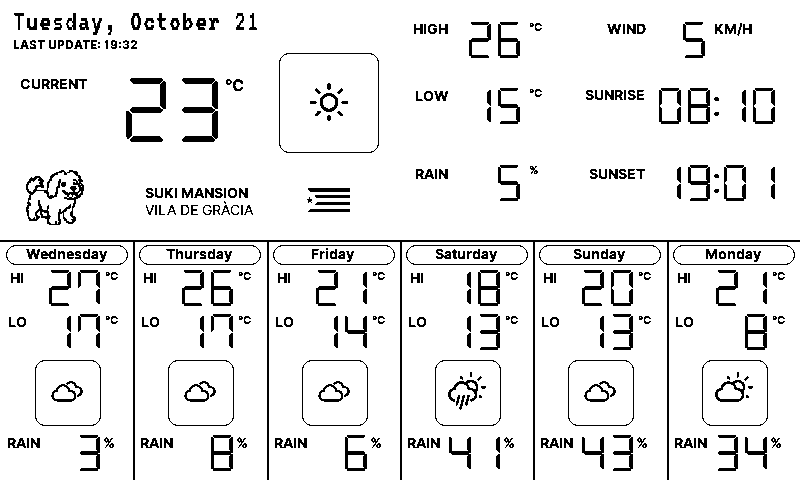 Tuesday, October 21
LAST UPDATE: 19:32
CURRENT 23 °C
HIGH 26 °C
WIND 5 KM/H
LOW 15 °C
SUNRISE 08:10
RAIN 5 %
SUNSET 19:01
SUKI MANSION
VILA DE GRÀCIA
Wednesday
HI 27 °C
LO 17 °C
RAIN 3 %
Thursday
HI 26 °C
LO 17 °C
RAIN 8 %
Friday
HI 21 °C
LO 14 °C
RAIN 6 %
Saturday
HI 18 °C
LO 13 °C
RAIN 41 %
Sunday
HI 20 °C
LO 13 °C
RAIN 43 %
Monday
HI 21 °C
LO 8 °C
RAIN 34 %